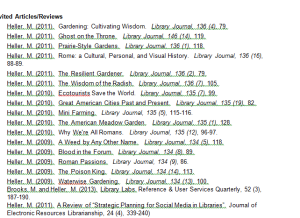 vited Articles/Reviews
Heller, M. (2011). Gardening: Cultivating Wisdom. Library Journal, 136 (4), 79.
Heller, M. (2011). Ghost on the Throne. Library Journal, 146 (14), 119.
Heller, M. (2011). Prairie-Style Gardens. Library Journal, 136 (1), 118.
Heller, M. (2011). Rome: a Cultural, Personal, and Visual History. Library Journal, 136 (16),
88-89.
Heller, M. (2011). The Resilient Gardener. Library Journal, 136 (2), 79.
Heller, M. (2011). The Wisdom of the Radish. Library Journal, 136 (7), 105.
Heller, M. (2010). Ecotourists Save the World. Library Journal, 135 (7), 99.
Heller, M. (2010). Great American Cities Past and Present. Library Journal, 135 (19), 82.
Heller, M. (2010). Mini Farming. Library Journal, 135 (5), 115-116.
Heller, M. (2010). The American Meadow Garden. Library Journal, 135 (1), 128.
Heller, M. (2010). Why We're All Romans. Library Journal, 135 (12), 96-97.
Heller, M. (2009). A Weed by Any Other Name. Library Journal, 134 (5), 118.
Heller, M. (2009). Blood in the Forum. Library Journal, 134 (8), 89.
Heller, M. (2009). Roman Passions. Library Journal, 134 (9), 86.
Heller, M. (2009). The Poison King. Library Journal, 134 (14), 113.
Heller, M. (2009). Waterwise Gardening. Library Journal, 134 (13), 100.
Brooks, M. and Heller, M. (2013). Library Labs. Reference & User Services Quarterly, 52 (3),
187-190.
Heller, M. (2011). A Review of "Strategic Planning for Social Media in Libraries". Journal of
Electronic Resources Librarianship, 24 (4), 339-240)